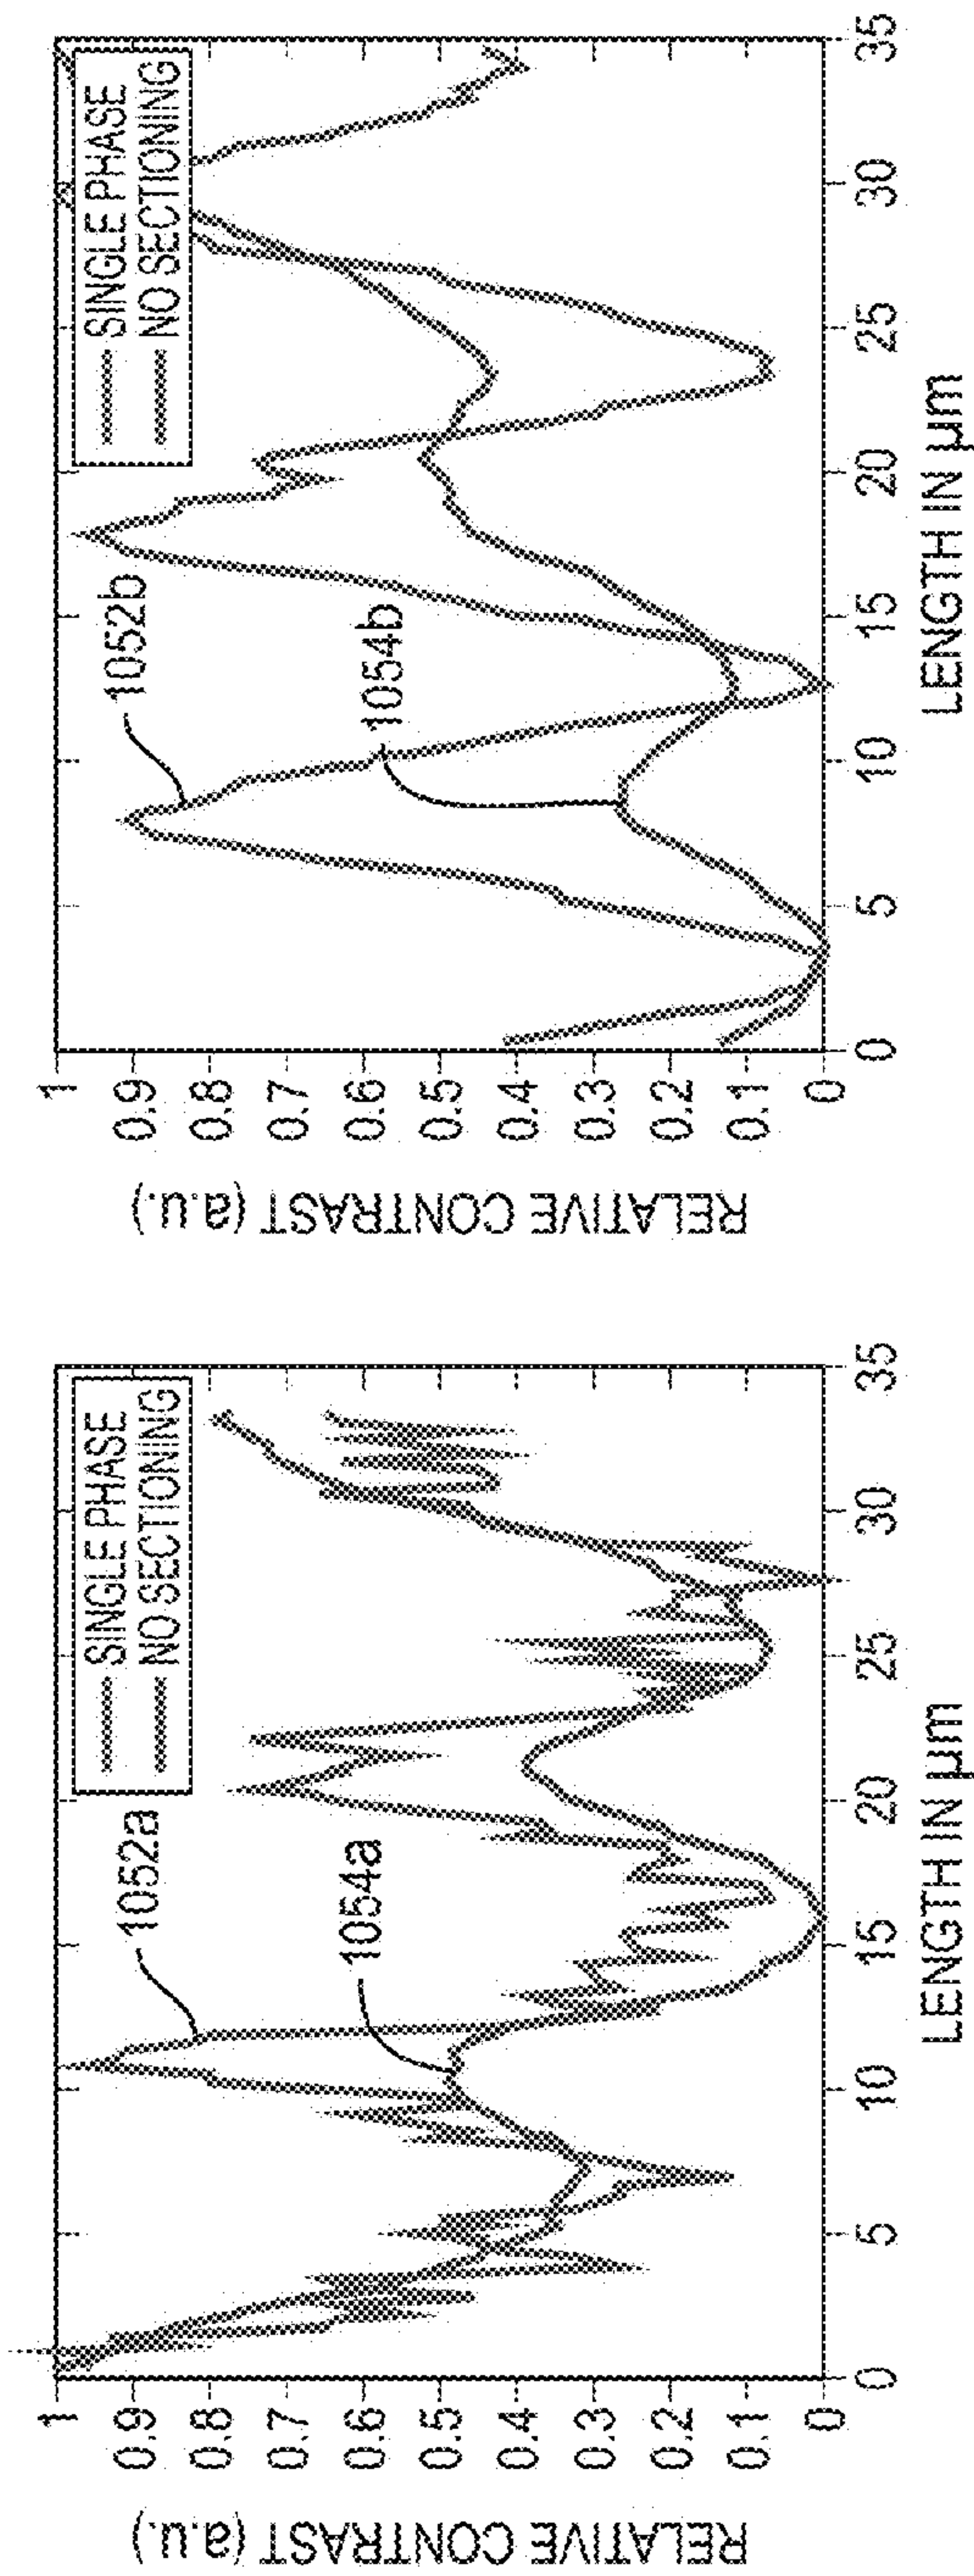 SINGLE PHASE
NO SECTIONING
1052a
1054a
RELATIVE CONTRAST (a.u.)
1
0.9
0.8
0.7
0.6
0.5
0.4
0.3
0.2
0.1
0
0 5 10 15 20 25 30 35
LENGTH IN µm
SINGLE PHASE
NO SECTIONING
1052b
1054b
RELATIVE CONTRAST (a.u.)
1
0.9
0.8
0.7
0.6
0.5
0.4
0.3
0.2
0.1
0
0 5 10 15 20 25 30 35
LENGTH IN µm